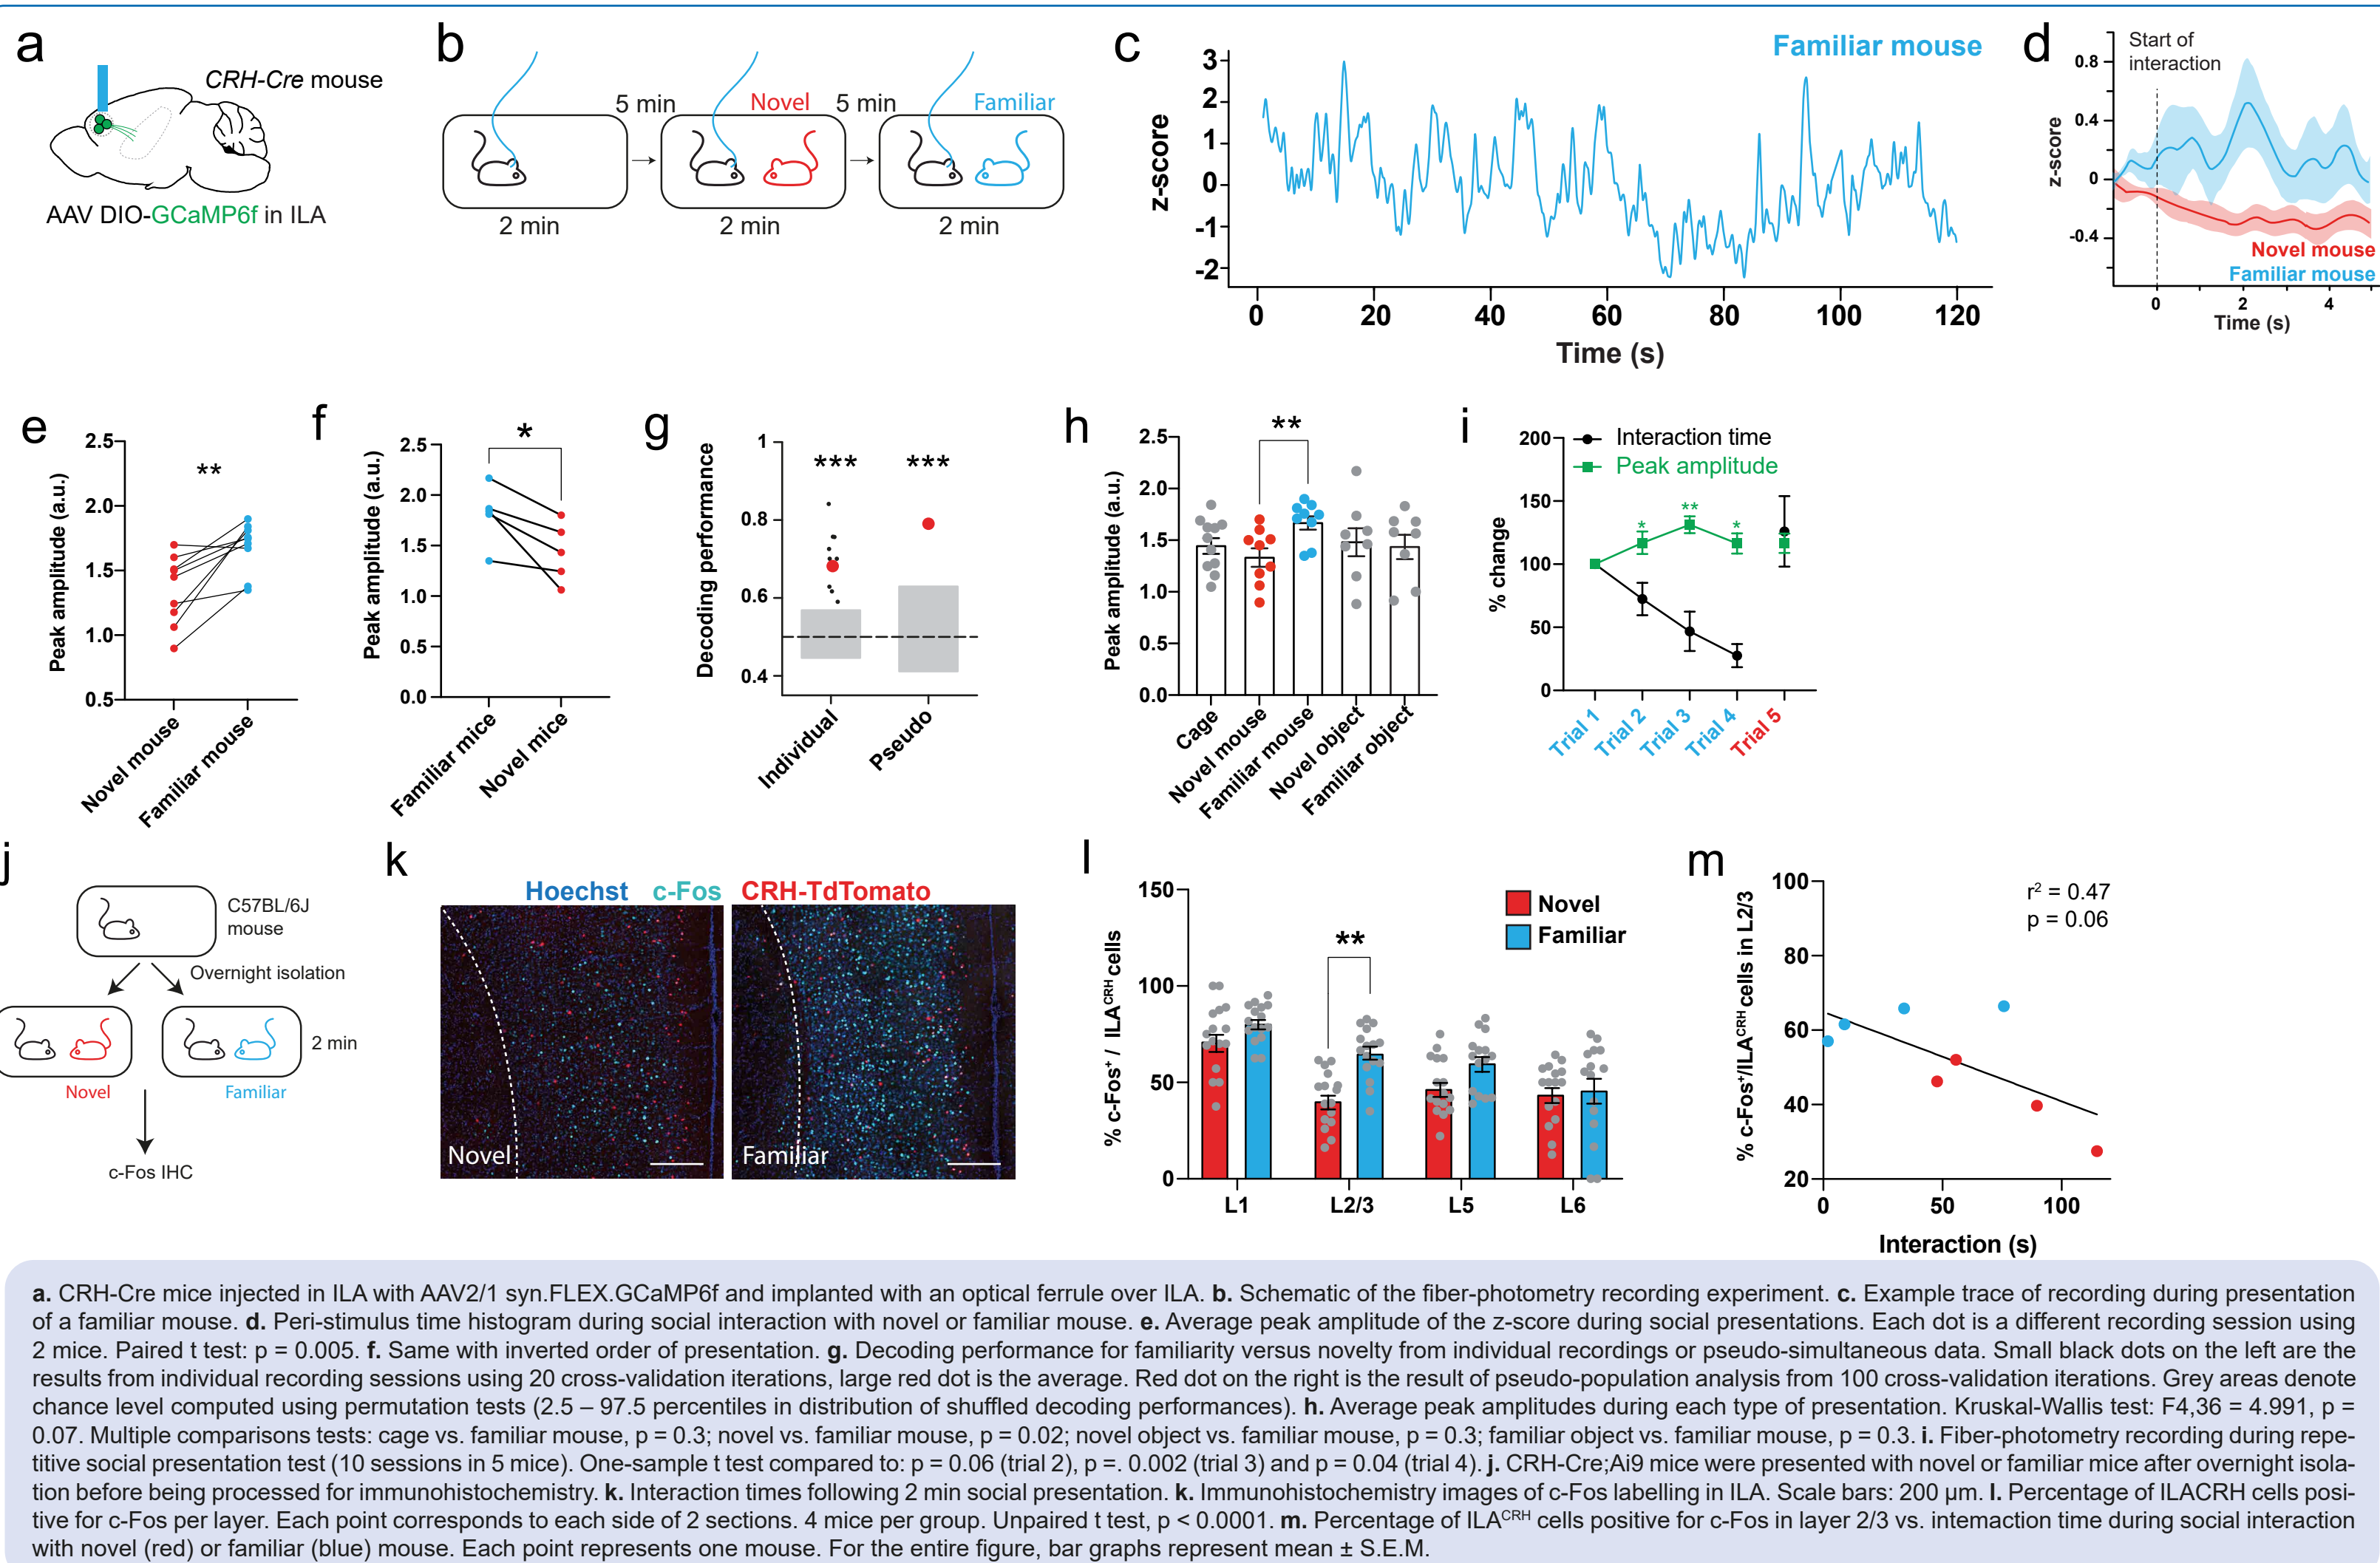 a
CRH-Cre mouse
AAV DIO-GCaMP6f in ILA
b
5 min
Novel
5 min
Familiar
2 min
2 min
2 min
c
Familiar mouse
3
2
1
0
-1
-2
z-score
0 20 40 60 80 100 120
Time (s)
d
Start of
interaction
0.8
0.4
0
-0.4
z-score
Novel mouse
Familiar mouse
0 2 4
Time (s)
e
2.5
2.0
1.5
1.0
0.5
Peak amplitude (a.u.)
**
Novel mouse
Familiar mouse
f
2.5
2.0
1.5
1.0
0.5
0.0
Peak amplitude (a.u.)
*
Familiar mice
Novel mice
g
1
0.8
0.6
0.4
Decoding performance
*** ***
Individual
Pseudo
h
2.5
2.0
1.5
1.0
0.5
0.0
Peak amplitude (a.u.)
**
Cage
Novel mouse
Familiar mouse
Novel object
Familiar object
i
200
150
100
50
0
% change
Interaction time
Peak amplitude
* ** *
Trial 1
Trial 2
Trial 3
Trial 4
Trial 5
j
C57BL/6J
mouse
Overnight isolation
2 min
Novel
Familiar
c-Fos IHC
k
Hoechst c-Fos CRH-TdTomato
Novel
Familiar
l
150
100
50
0
% c-Fos⁺ / ILAᶜᴿᴴ cells
Novel
Familiar
**
L1 L2/3 L5 L6
m
100
80
60
40
20
% c-Fos⁺/ILAᶜᴿᴴ cells in L2/3
r² = 0.47
p = 0.06
0 50 100
Interaction (s)
a. CRH-Cre mice injected in ILA with AAV2/1 syn.FLEX.GCaMP6f and implanted with an optical ferrule over ILA. b. Schematic of the fiber-photometry recording experiment. c. Example trace of recording during presentation
of a familiar mouse. d. Peri-stimulus time histogram during social interaction with novel or familiar mouse. e. Average peak amplitude of the z-score during social presentations. Each dot is a different recording session using
2 mice. Paired t test: p = 0.005. f. Same with inverted order of presentation. g. Decoding performance for familiarity versus novelty from individual recordings or pseudo-simultaneous data. Small black dots on the left are the
results from individual recording sessions using 20 cross-validation iterations, large red dot is the average. Red dot on the right is the result of pseudo-population analysis from 100 cross-validation iterations. Grey areas denote
chance level computed using permutation tests (2.5 – 97.5 percentiles in distribution of shuffled decoding performances). h. Average peak amplitudes during each type of presentation. Kruskal-Wallis test: F4,36 = 4.991, p =
0.07. Multiple comparisons tests: cage vs. familiar mouse, p = 0.3; novel vs. familiar mouse, p = 0.02; novel object vs. familiar mouse, p = 0.3; familiar object vs. familiar mouse, p = 0.3. i. Fiber-photometry recording during repe-
titive social presentation test (10 sessions in 5 mice). One-sample t test compared to: p = 0.06 (trial 2), p =. 0.002 (trial 3) and p = 0.04 (trial 4). j. CRH-Cre;Ai9 mice were presented with novel or familiar mice after overnight isola-
tion before being processed for immunohistochemistry. k. Interaction times following 2 min social presentation. k. Immunohistochemistry images of c-Fos labelling in ILA. Scale bars: 200 µm. l. Percentage of ILACRH cells posi-
tive for c-Fos per layer. Each point corresponds to each side of 2 sections. 4 mice per group. Unpaired t test, p < 0.0001. m. Percentage of ILAᶜᴿᴴ cells positive for c-Fos in layer 2/3 vs. intemaction time during social interaction
with novel (red) or familiar (blue) mouse. Each point represents one mouse. For the entire figure, bar graphs represent mean ± S.E.M.